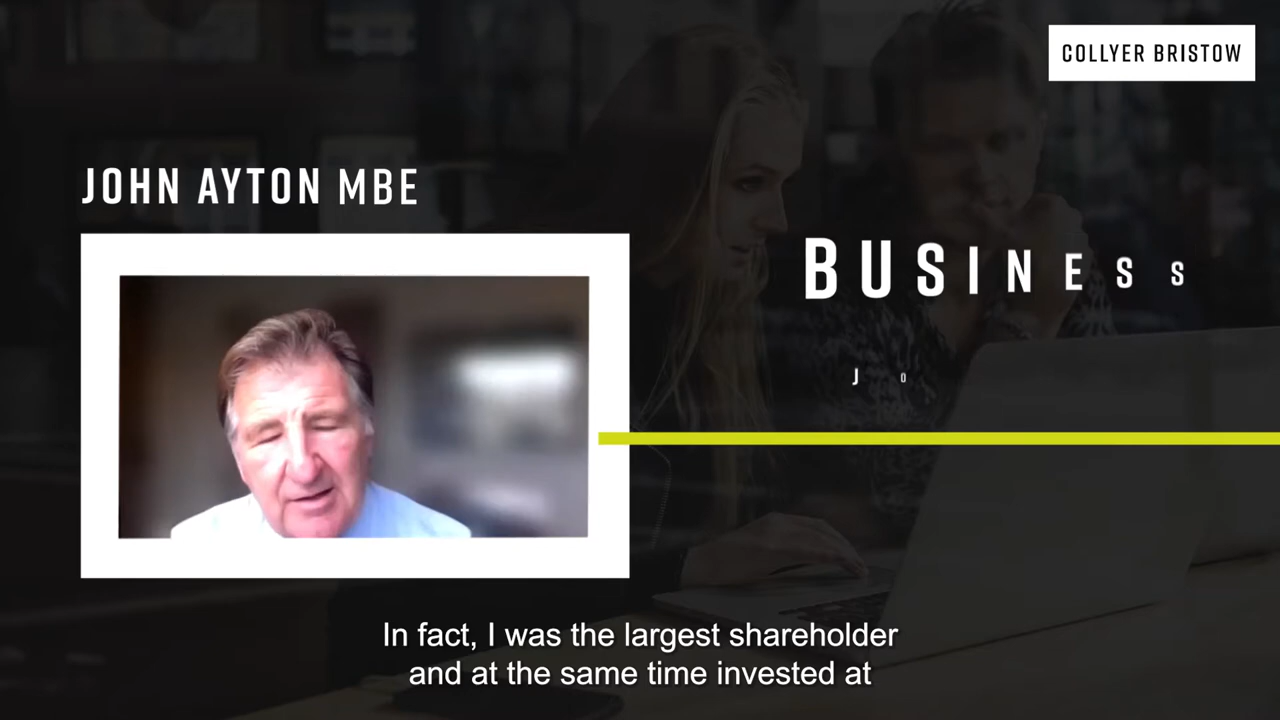 COLLYER BRISTOW
JOHN AYTON MBE
BUSINESS
JO
In fact, I was the largest shareholder
and at the same time invested at